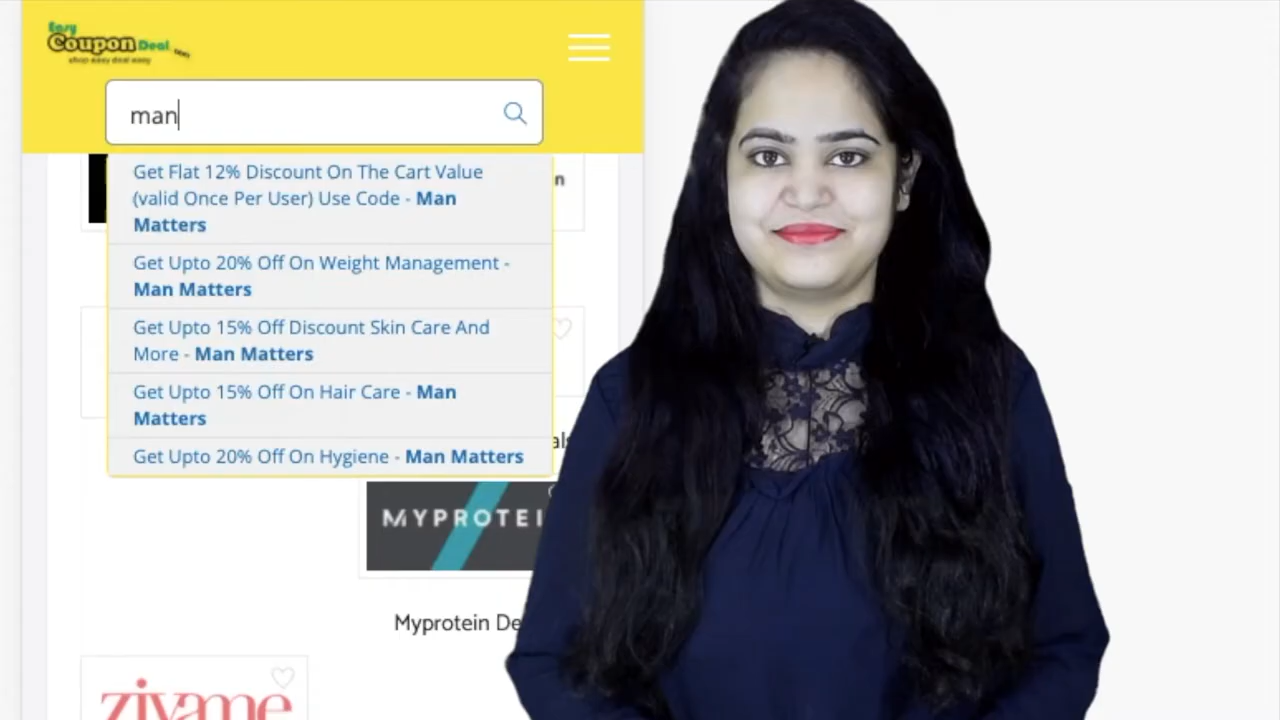 Easy
Coupon Deal
shop easy deal easy
man
Get Flat 12% Discount On The Cart Value
(valid Once Per User) Use Code - Man
Matters
Get Upto 20% Off On Weight Management -
Man Matters
Get Upto 15% Off Discount Skin Care And
More - Man Matters
Get Upto 15% Off On Hair Care - Man
Matters
Get Upto 20% Off On Hygiene - Man Matters
n
als
MYPROTEI
Myprotein De
zivame